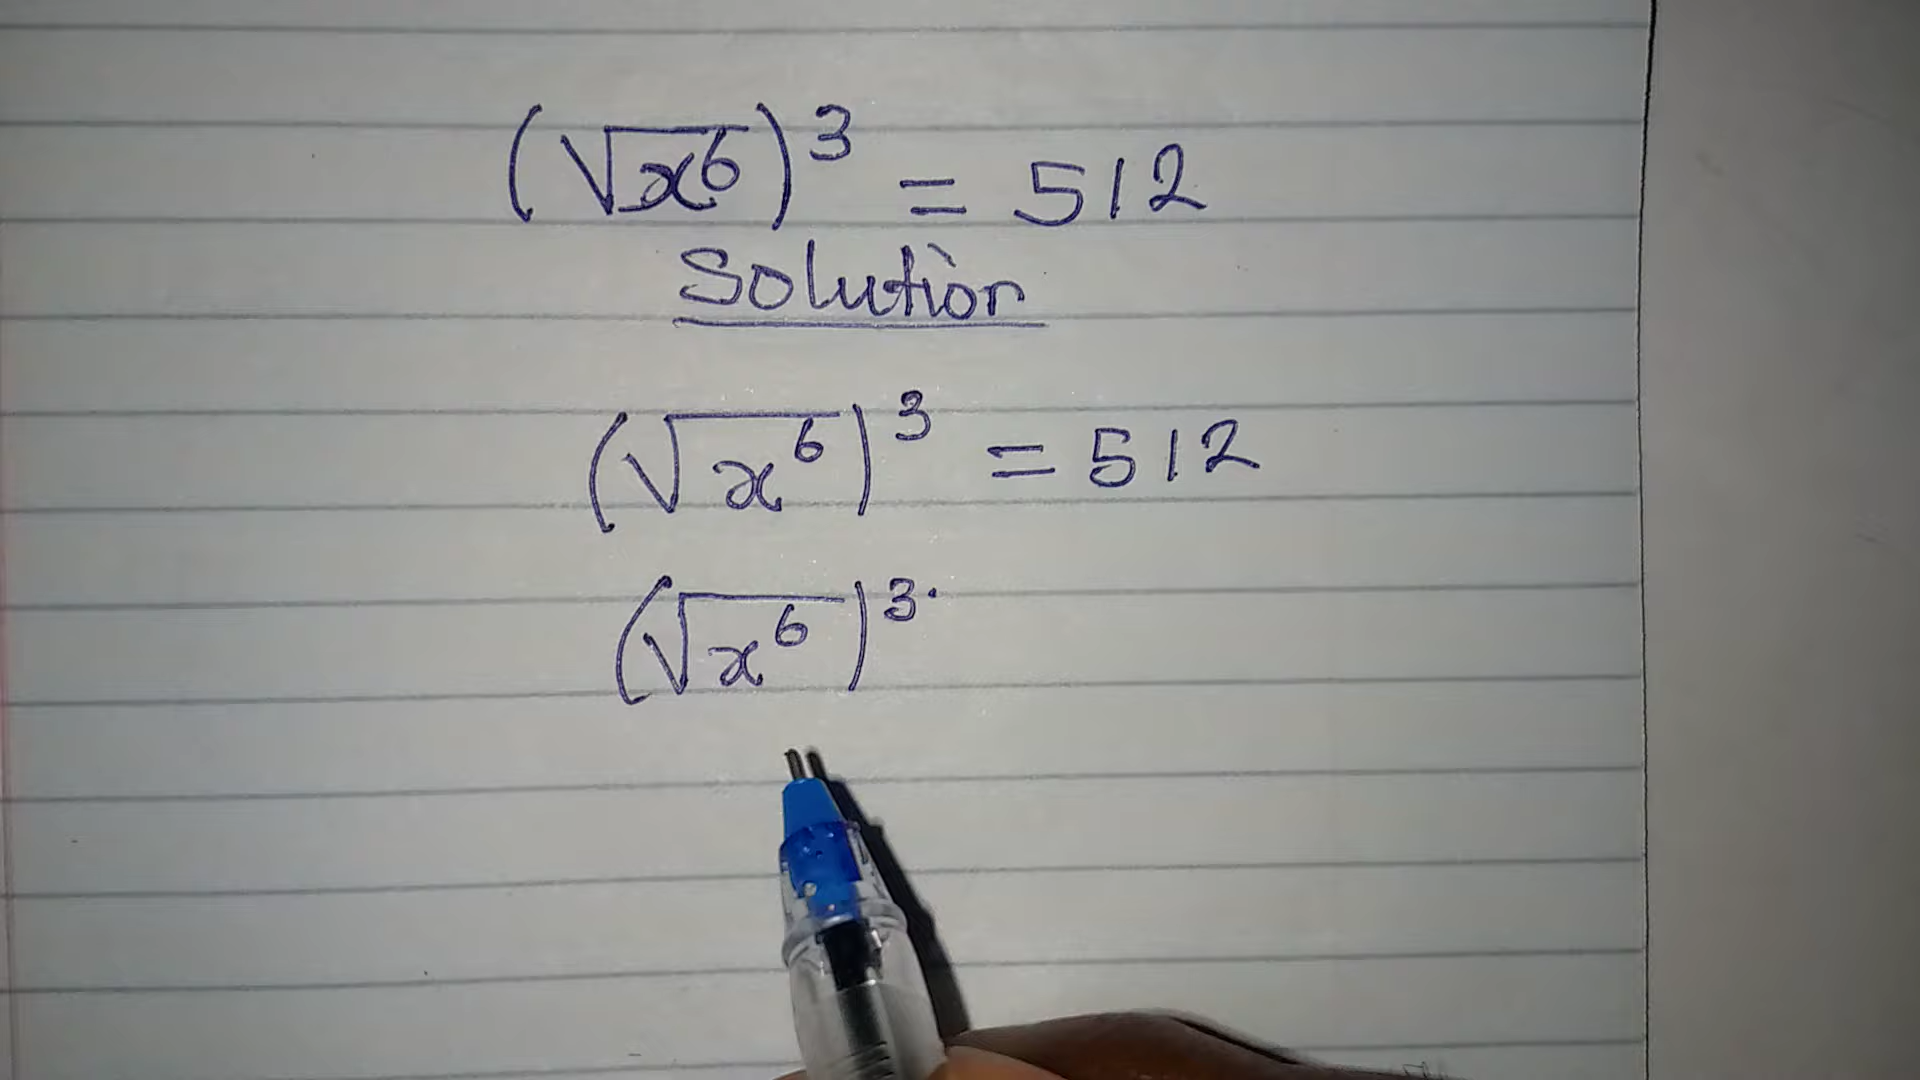 (√x⁶)³ = 512
Solution
(√x⁶)³ = 512
(√x⁶)³·